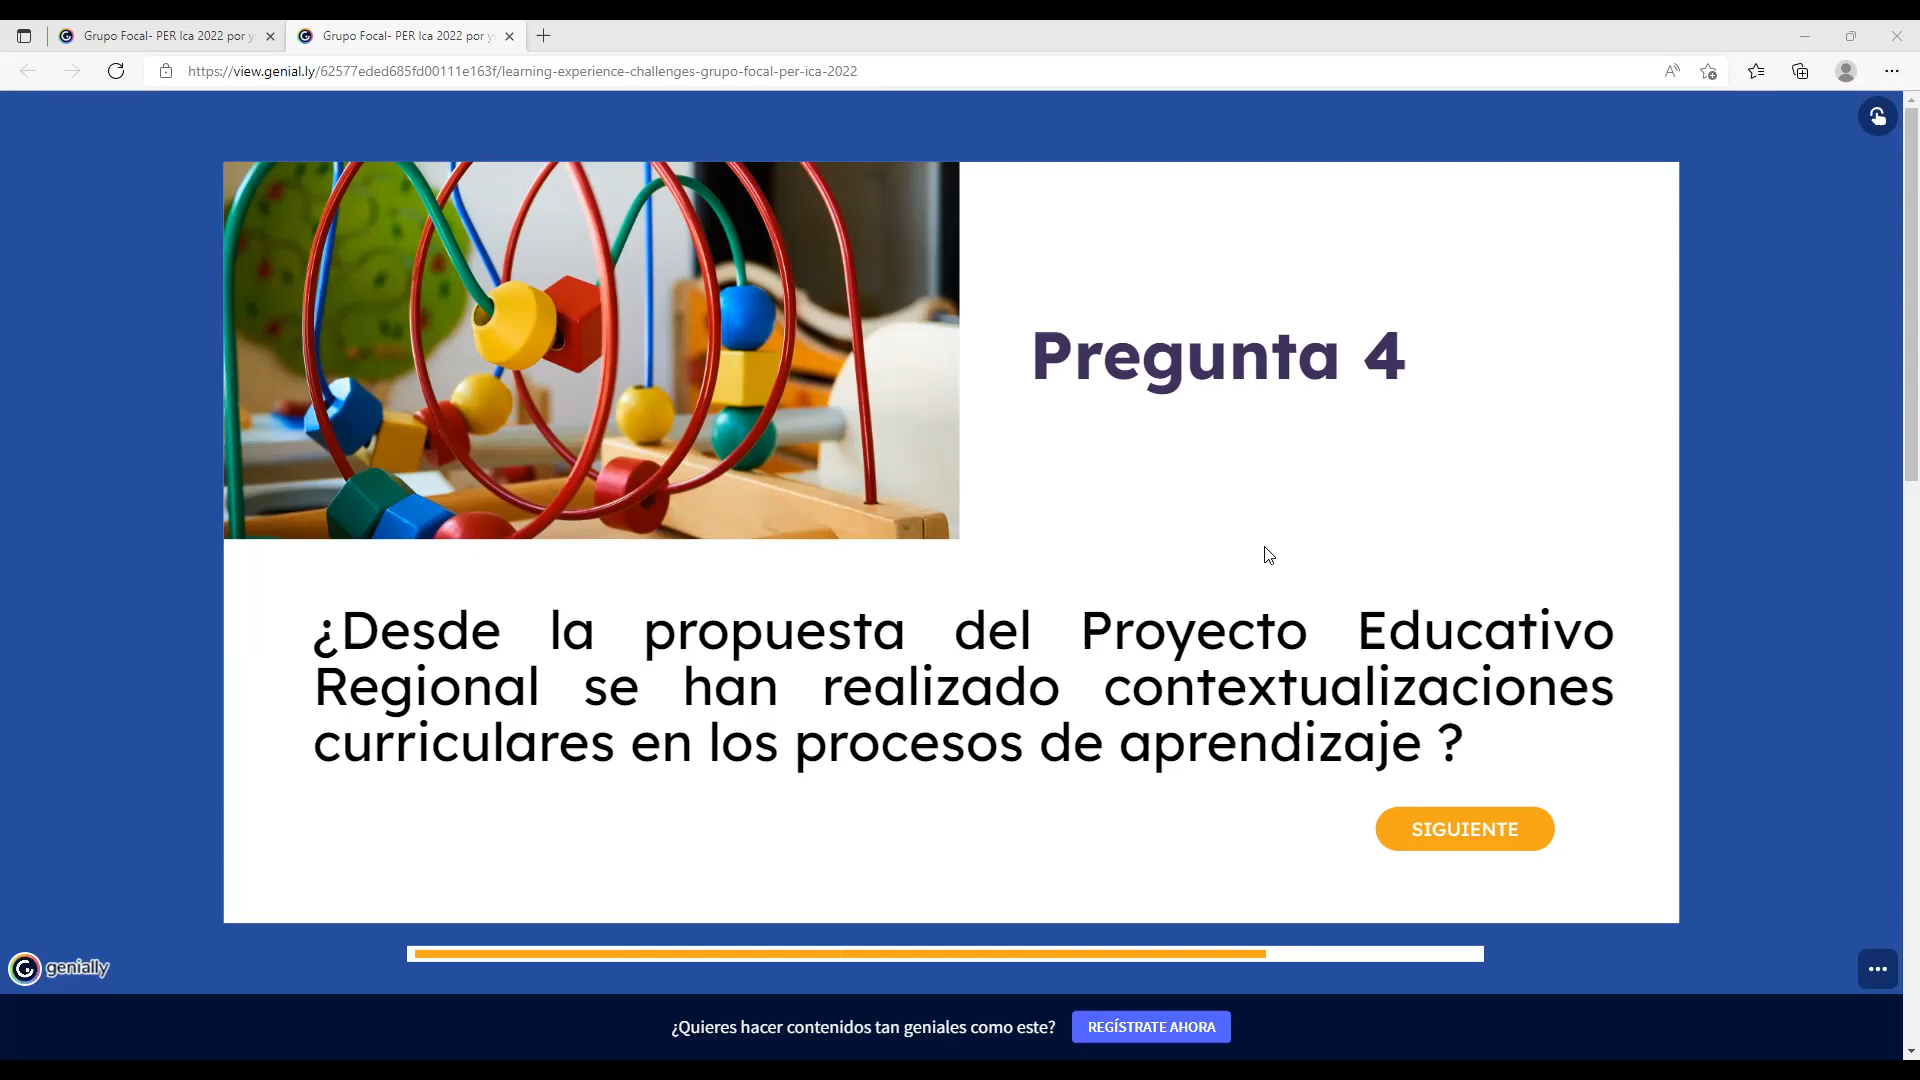 Grupo Focal- PER Ica 2022 por y
Grupo Focal- PER Ica 2022 por y
https://view.genial.ly/62577eded685fd00111e163f/learning-experience-challenges-grupo-focal-per-ica-2022
Pregunta 4
¿Desde la propuesta del Proyecto Educativo
Regional se han realizado contextualizaciones
curriculares en los procesos de aprendizaje ?
SIGUIENTE
genially
¿Quieres hacer contenidos tan geniales como este?
REGÍSTRATE AHORA